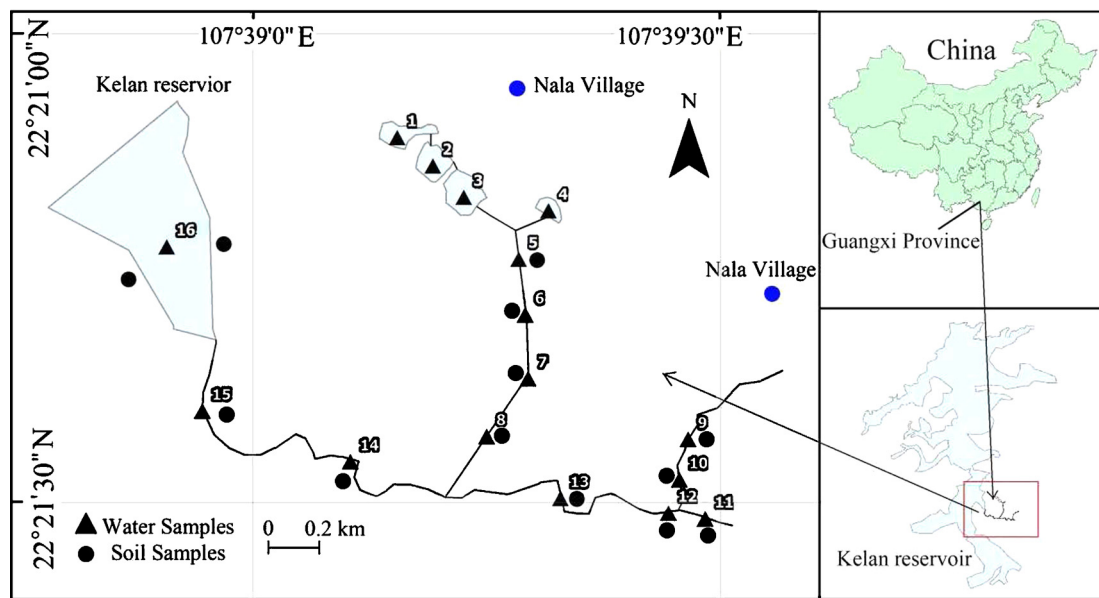 107°39'0"E
107°39'30"E
22°21'00"N
22°21'30"N
Kelan reservior
Nala Village
1
2
3
4
16
5
Nala Village
6
7
15
8
9
14
10
13
12
11
Water Samples
Soil Samples
0 0.2 km
N
China
Guangxi Province
Kelan reservoir